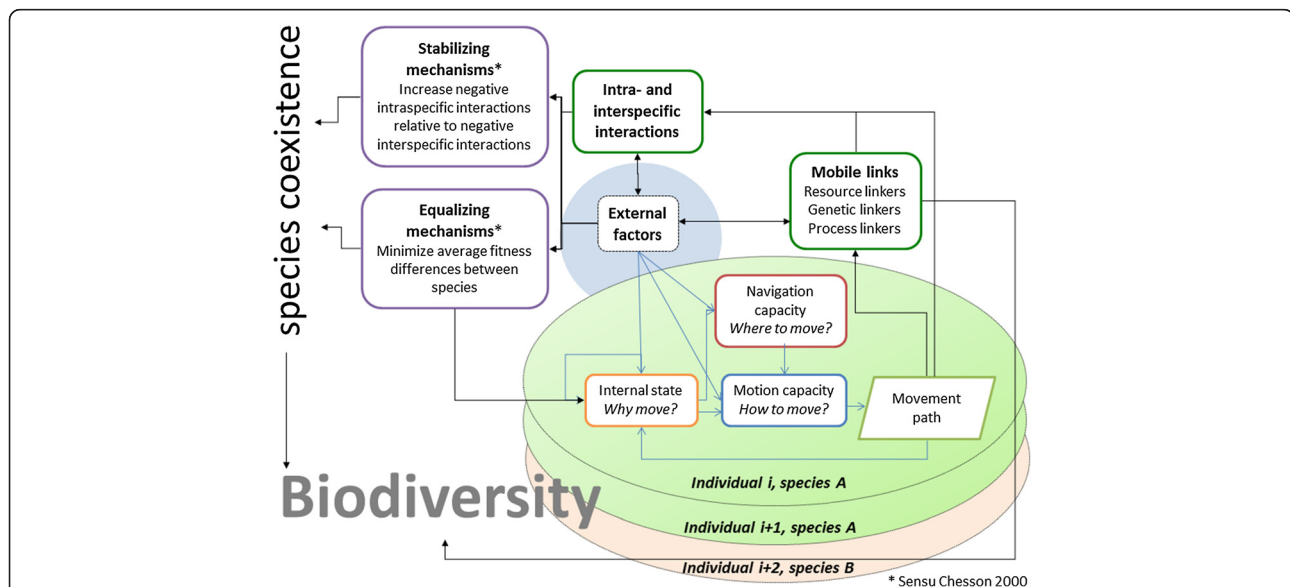 species coexistence
Stabilizing
mechanisms*
Increase negative
intraspecific interactions
relative to negative
interspecific interactions
Equalizing
mechanisms*
Minimize average fitness
differences between
species
Intra- and
interspecific
interactions
External
factors
Mobile links
Resource linkers
Genetic linkers
Process linkers
Navigation
capacity
Where to move?
Internal state
Why move?
Motion capacity
How to move?
Movement
path
Individual i, species A
Biodiversity
Individual i+1, species A
Individual i+2, species B
* Sensu Chesson 2000